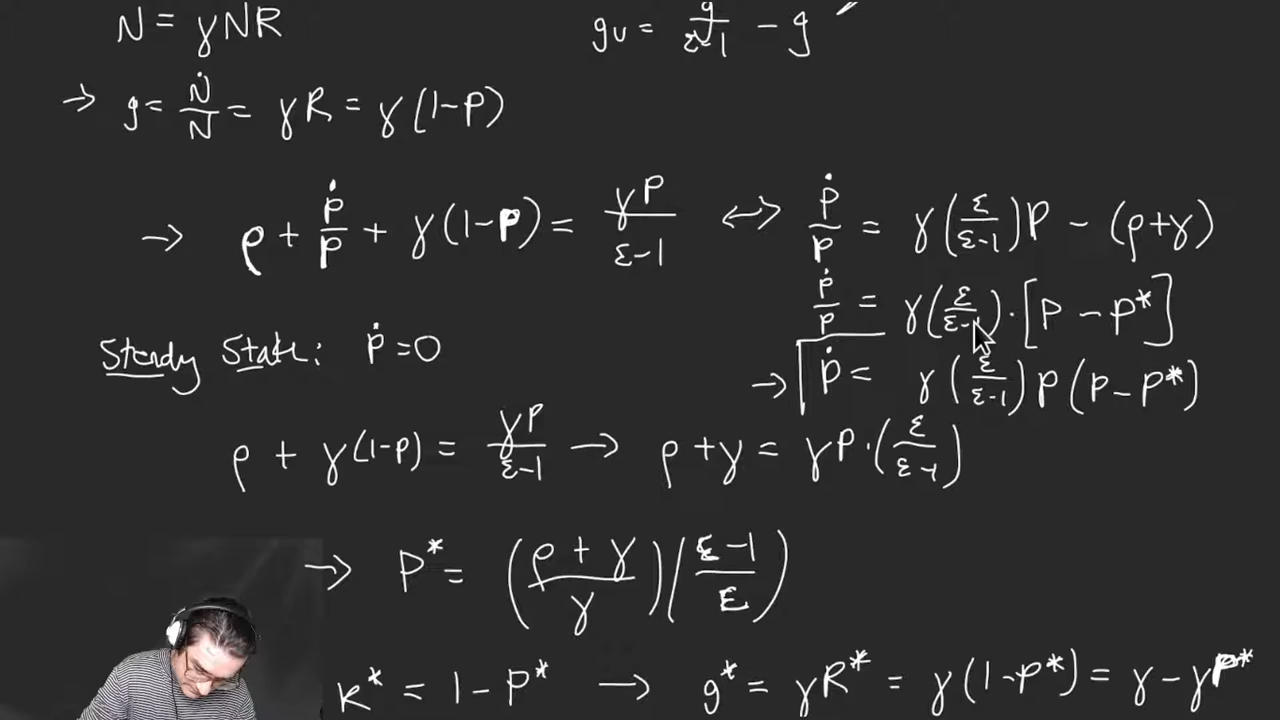 N = γNR
g_U = g/(ε-1) - g
→ g = Ṅ/N = γR = γ(1-P)
→ ρ + Ṗ/P + γ(1-P) = γP/(ε-1) ↔ Ṗ/P = γ(ε/(ε-1))P - (ρ+γ)
Ṗ/P = γ(ε/(ε-1))·[P - P*]
Steady State: Ṗ = 0
→ Ṗ = γ(ε/(ε-1))P(P - P*)
ρ + γ(1-P) = γP/(ε-1) → ρ + γ = γP·(ε/(ε-1))
→ P* = ((ρ + γ)/γ)((ε-1)/ε)
R* = 1 - P* → g* = γR* = γ(1-P*) = γ - γP*